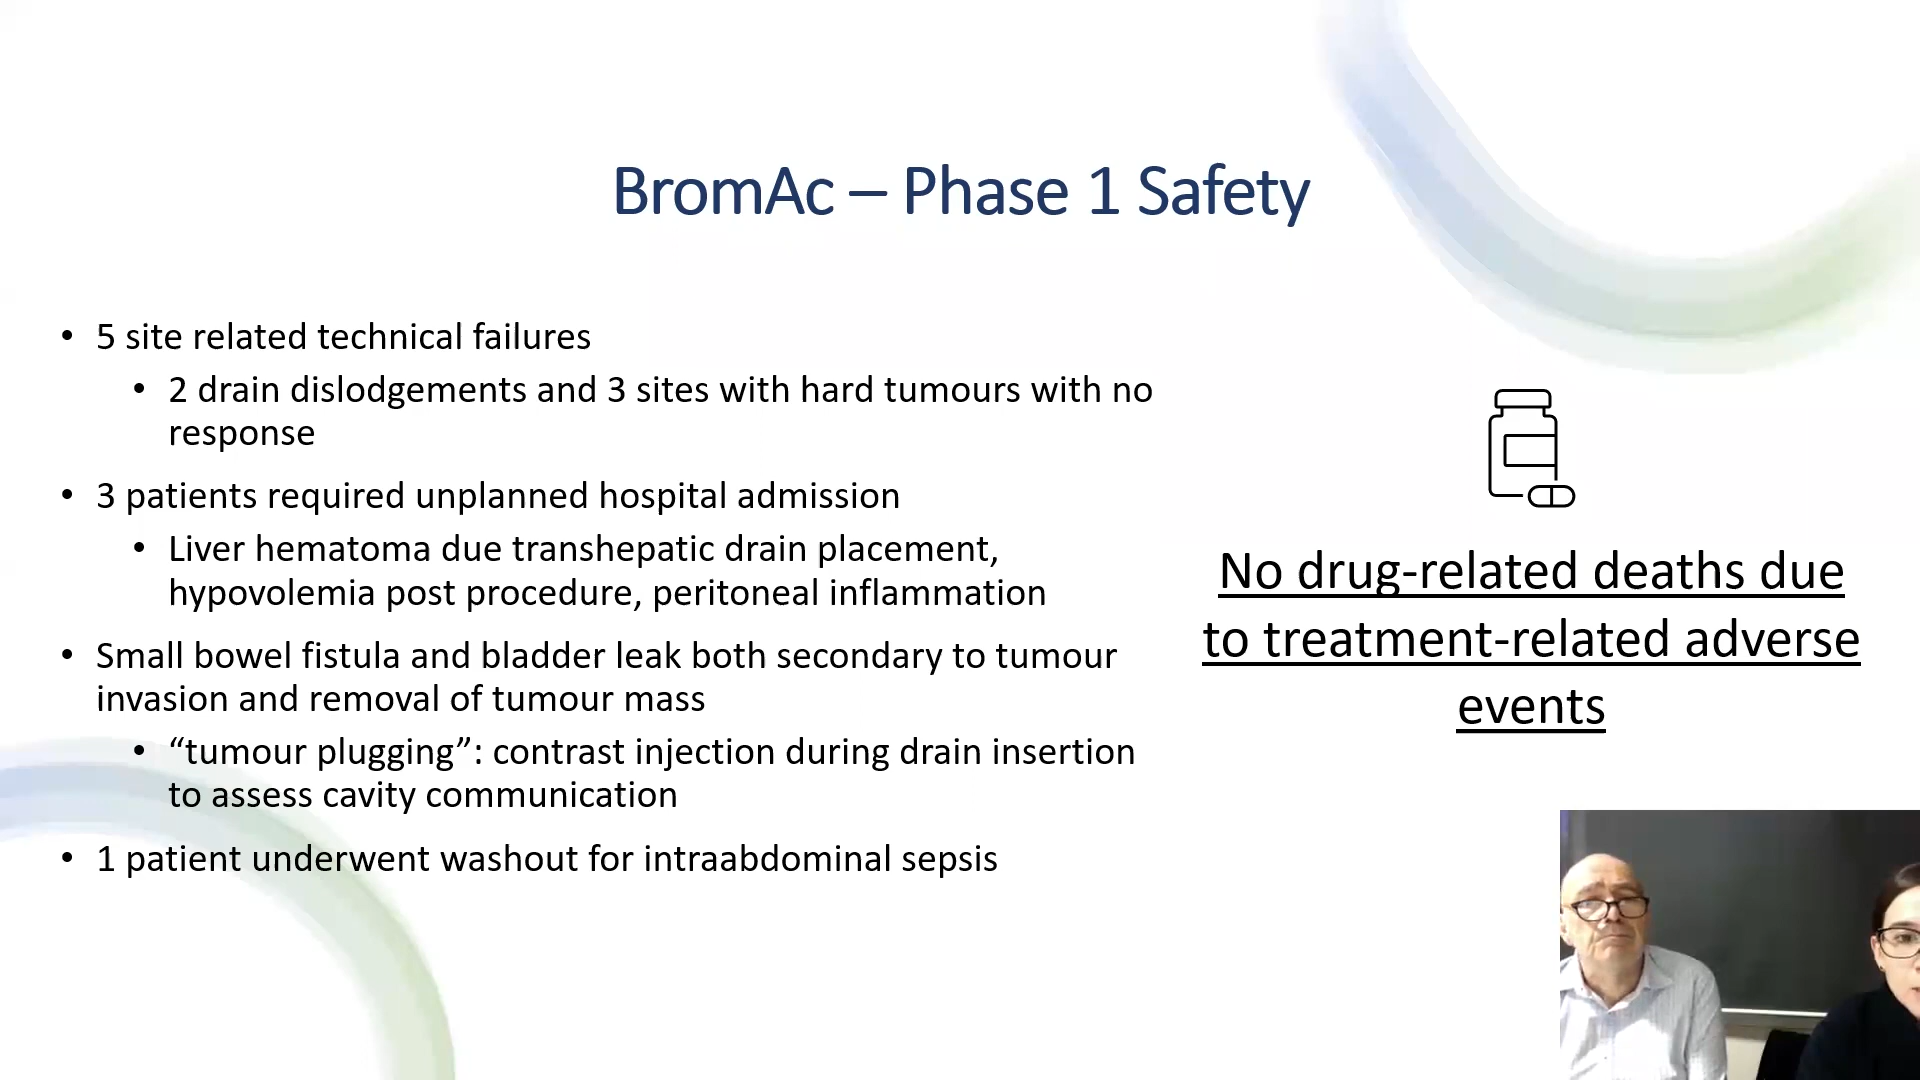 BromAc – Phase 1 Safety
• 5 site related technical failures
• 2 drain dislodgements and 3 sites with hard tumours with no
response
• 3 patients required unplanned hospital admission
• Liver hematoma due transhepatic drain placement,
hypovolemia post procedure, peritoneal inflammation
• Small bowel fistula and bladder leak both secondary to tumour
invasion and removal of tumour mass
• “tumour plugging”: contrast injection during drain insertion
to assess cavity communication
• 1 patient underwent washout for intraabdominal sepsis
No drug-related deaths due
to treatment-related adverse
events